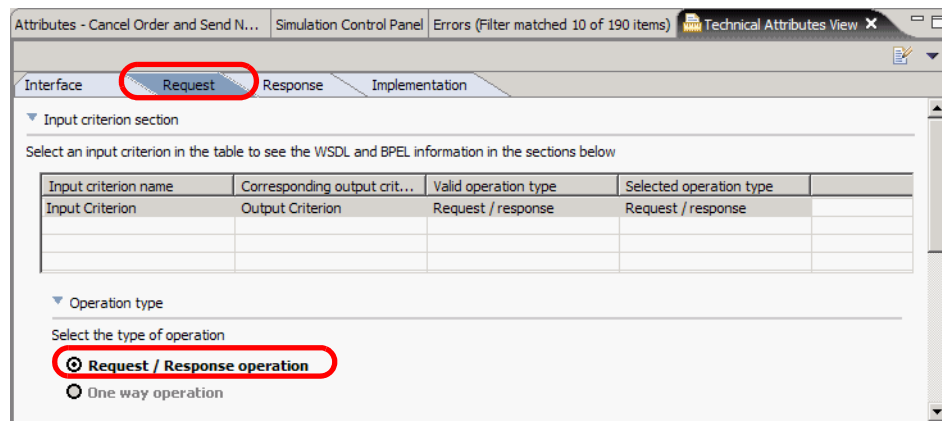 Attributes - Cancel Order and Send N... Simulation Control Panel Errors (Filter matched 10 of 190 items) Technical Attributes View
Interface Request Response Implementation
Input criterion section
Select an input criterion in the table to see the WSDL and BPEL information in the sections below
Input criterion name Corresponding output crit... Valid operation type Selected operation type
Input Criterion Output Criterion Request / response Request / response
Operation type
Select the type of operation
Request / Response operation
One way operation